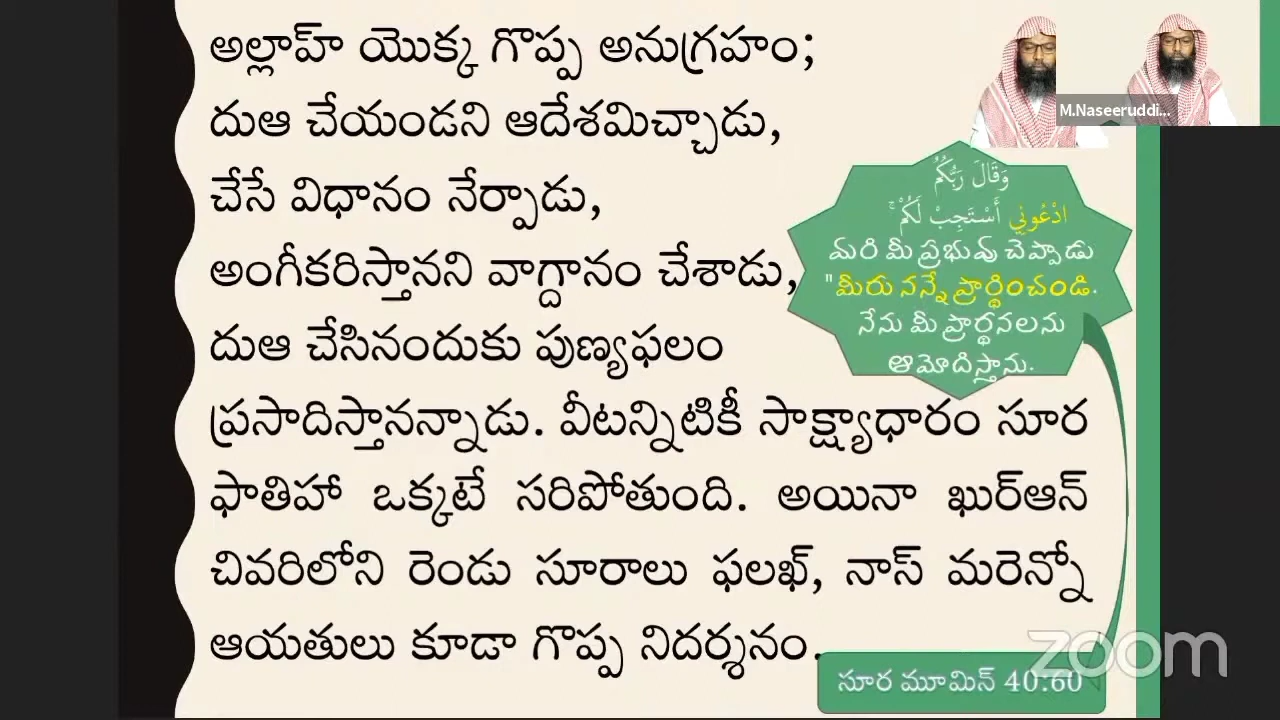 అల్లాహ్ యొక్క గొప్ప అనుగ్రహం;
దుఆ చేయండని ఆదేశమిచ్చాడు,
చేసే విధానం నేర్పాడు,
అంగీకరిస్తానని వాగ్దానం చేశాడు,
దుఆ చేసినందుకు పుణ్యఫలం
ప్రసాదిస్తానన్నాడు. వీటన్నిటికీ సాక్ష్యాధారం సూర
ఫాతిహా ఒక్కటే సరిపోతుంది. అయినా ఖుర్ఆన్
చివరిలోని రెండు సూరాలు ఫలఖ్, నాస్ మరెన్నో
ఆయతులు కూడా గొప్ప నిదర్శనం.
M.Naseeruddi...
وَقَالَ رَبُّكُمُ
ادْعُونِي أَسْتَجِبْ لَكُمْ ۚ
మరి మీ ప్రభువు చెప్పాడు
"మీరు నన్నే ప్రార్థించండి.
నేను మీ ప్రార్థనలను
ఆమోదిస్తాను.
సూర మూమిన్ 40:60
zoom